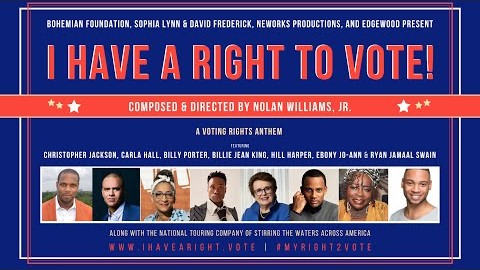 BOHEMIAN FOUNDATION, SOPHIA LYNN & DAVID FREDERICK, NEWORKS PRODUCTIONS, AND EDGEWOOD PRESENT
I HAVE A RIGHT TO VOTE!
COMPOSED & DIRECTED BY NOLAN WILLIAMS, JR.
A VOTING RIGHTS ANTHEM
FEATURING
CHRISTOPHER JACKSON, CARLA HALL, BILLY PORTER, BILLIE JEAN KING, HILL HARPER, EBONY JO-ANN & RYAN JAMAAL SWAIN
ALONG WITH THE NATIONAL TOURING COMPANY OF STIRRING THE WATERS ACROSS AMERICA
WWW.IHAVEARIGHT.VOTE | #MYRIGHT2VOTE